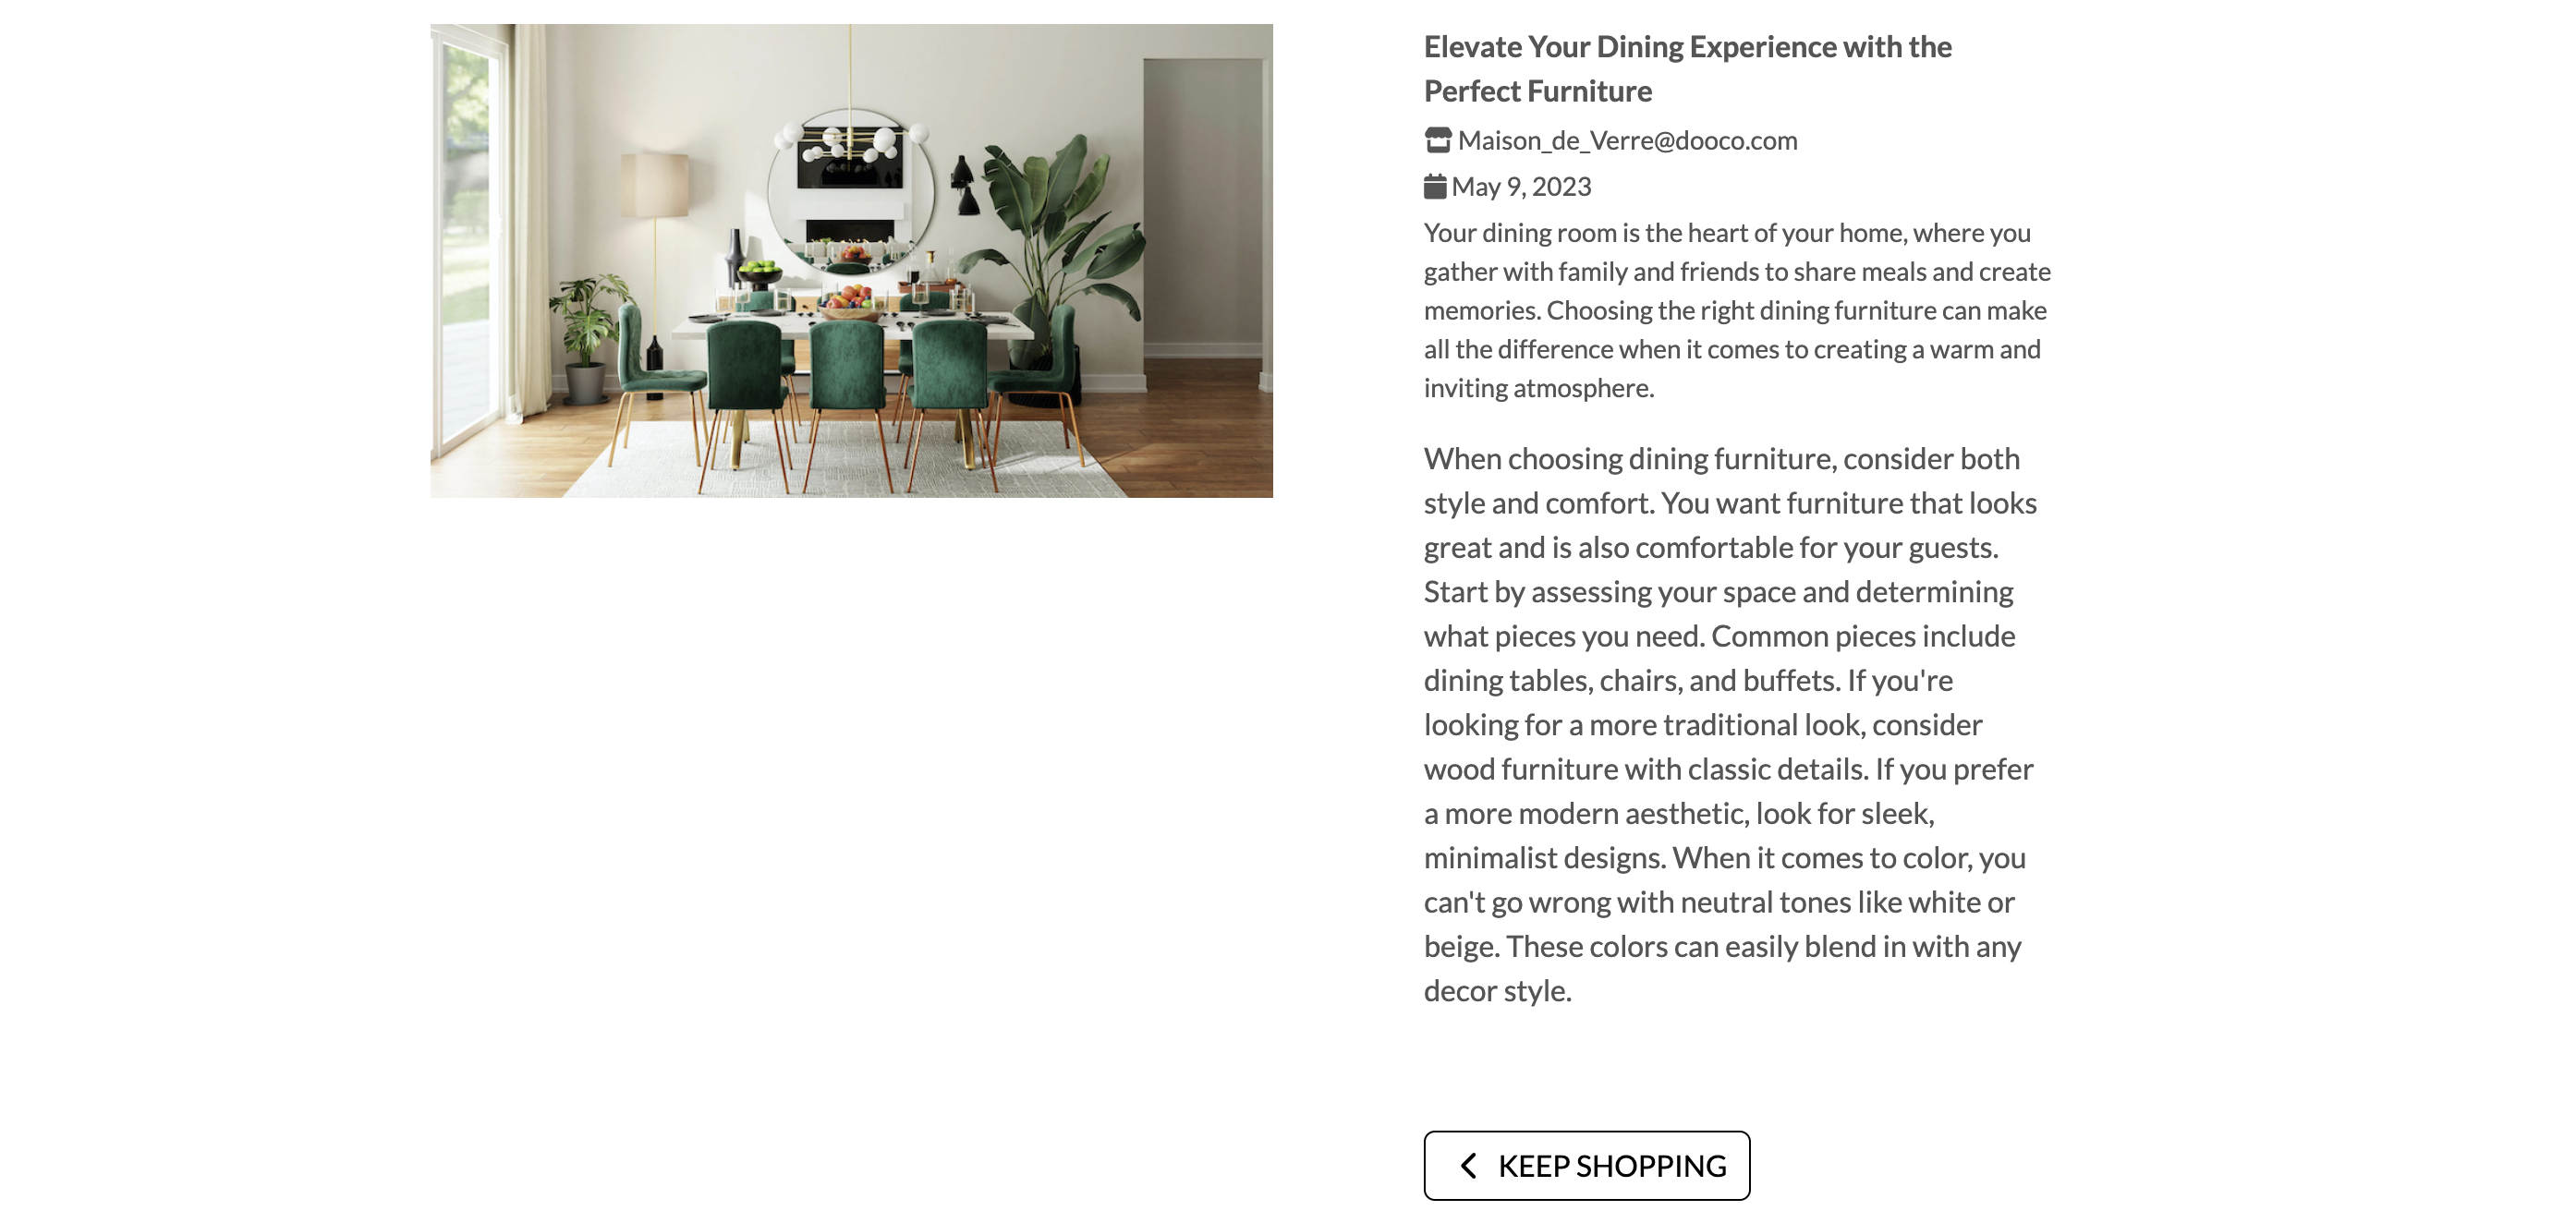 Elevate Your Dining Experience with the
Perfect Furniture
Maison_de_Verre@dooco.com
May 9, 2023
Your dining room is the heart of your home, where you
gather with family and friends to share meals and create
memories. Choosing the right dining furniture can make
all the difference when it comes to creating a warm and
inviting atmosphere.
When choosing dining furniture, consider both
style and comfort. You want furniture that looks
great and is also comfortable for your guests.
Start by assessing your space and determining
what pieces you need. Common pieces include
dining tables, chairs, and buffets. If you're
looking for a more traditional look, consider
wood furniture with classic details. If you prefer
a more modern aesthetic, look for sleek,
minimalist designs. When it comes to color, you
can't go wrong with neutral tones like white or
beige. These colors can easily blend in with any
decor style.
KEEP SHOPPING